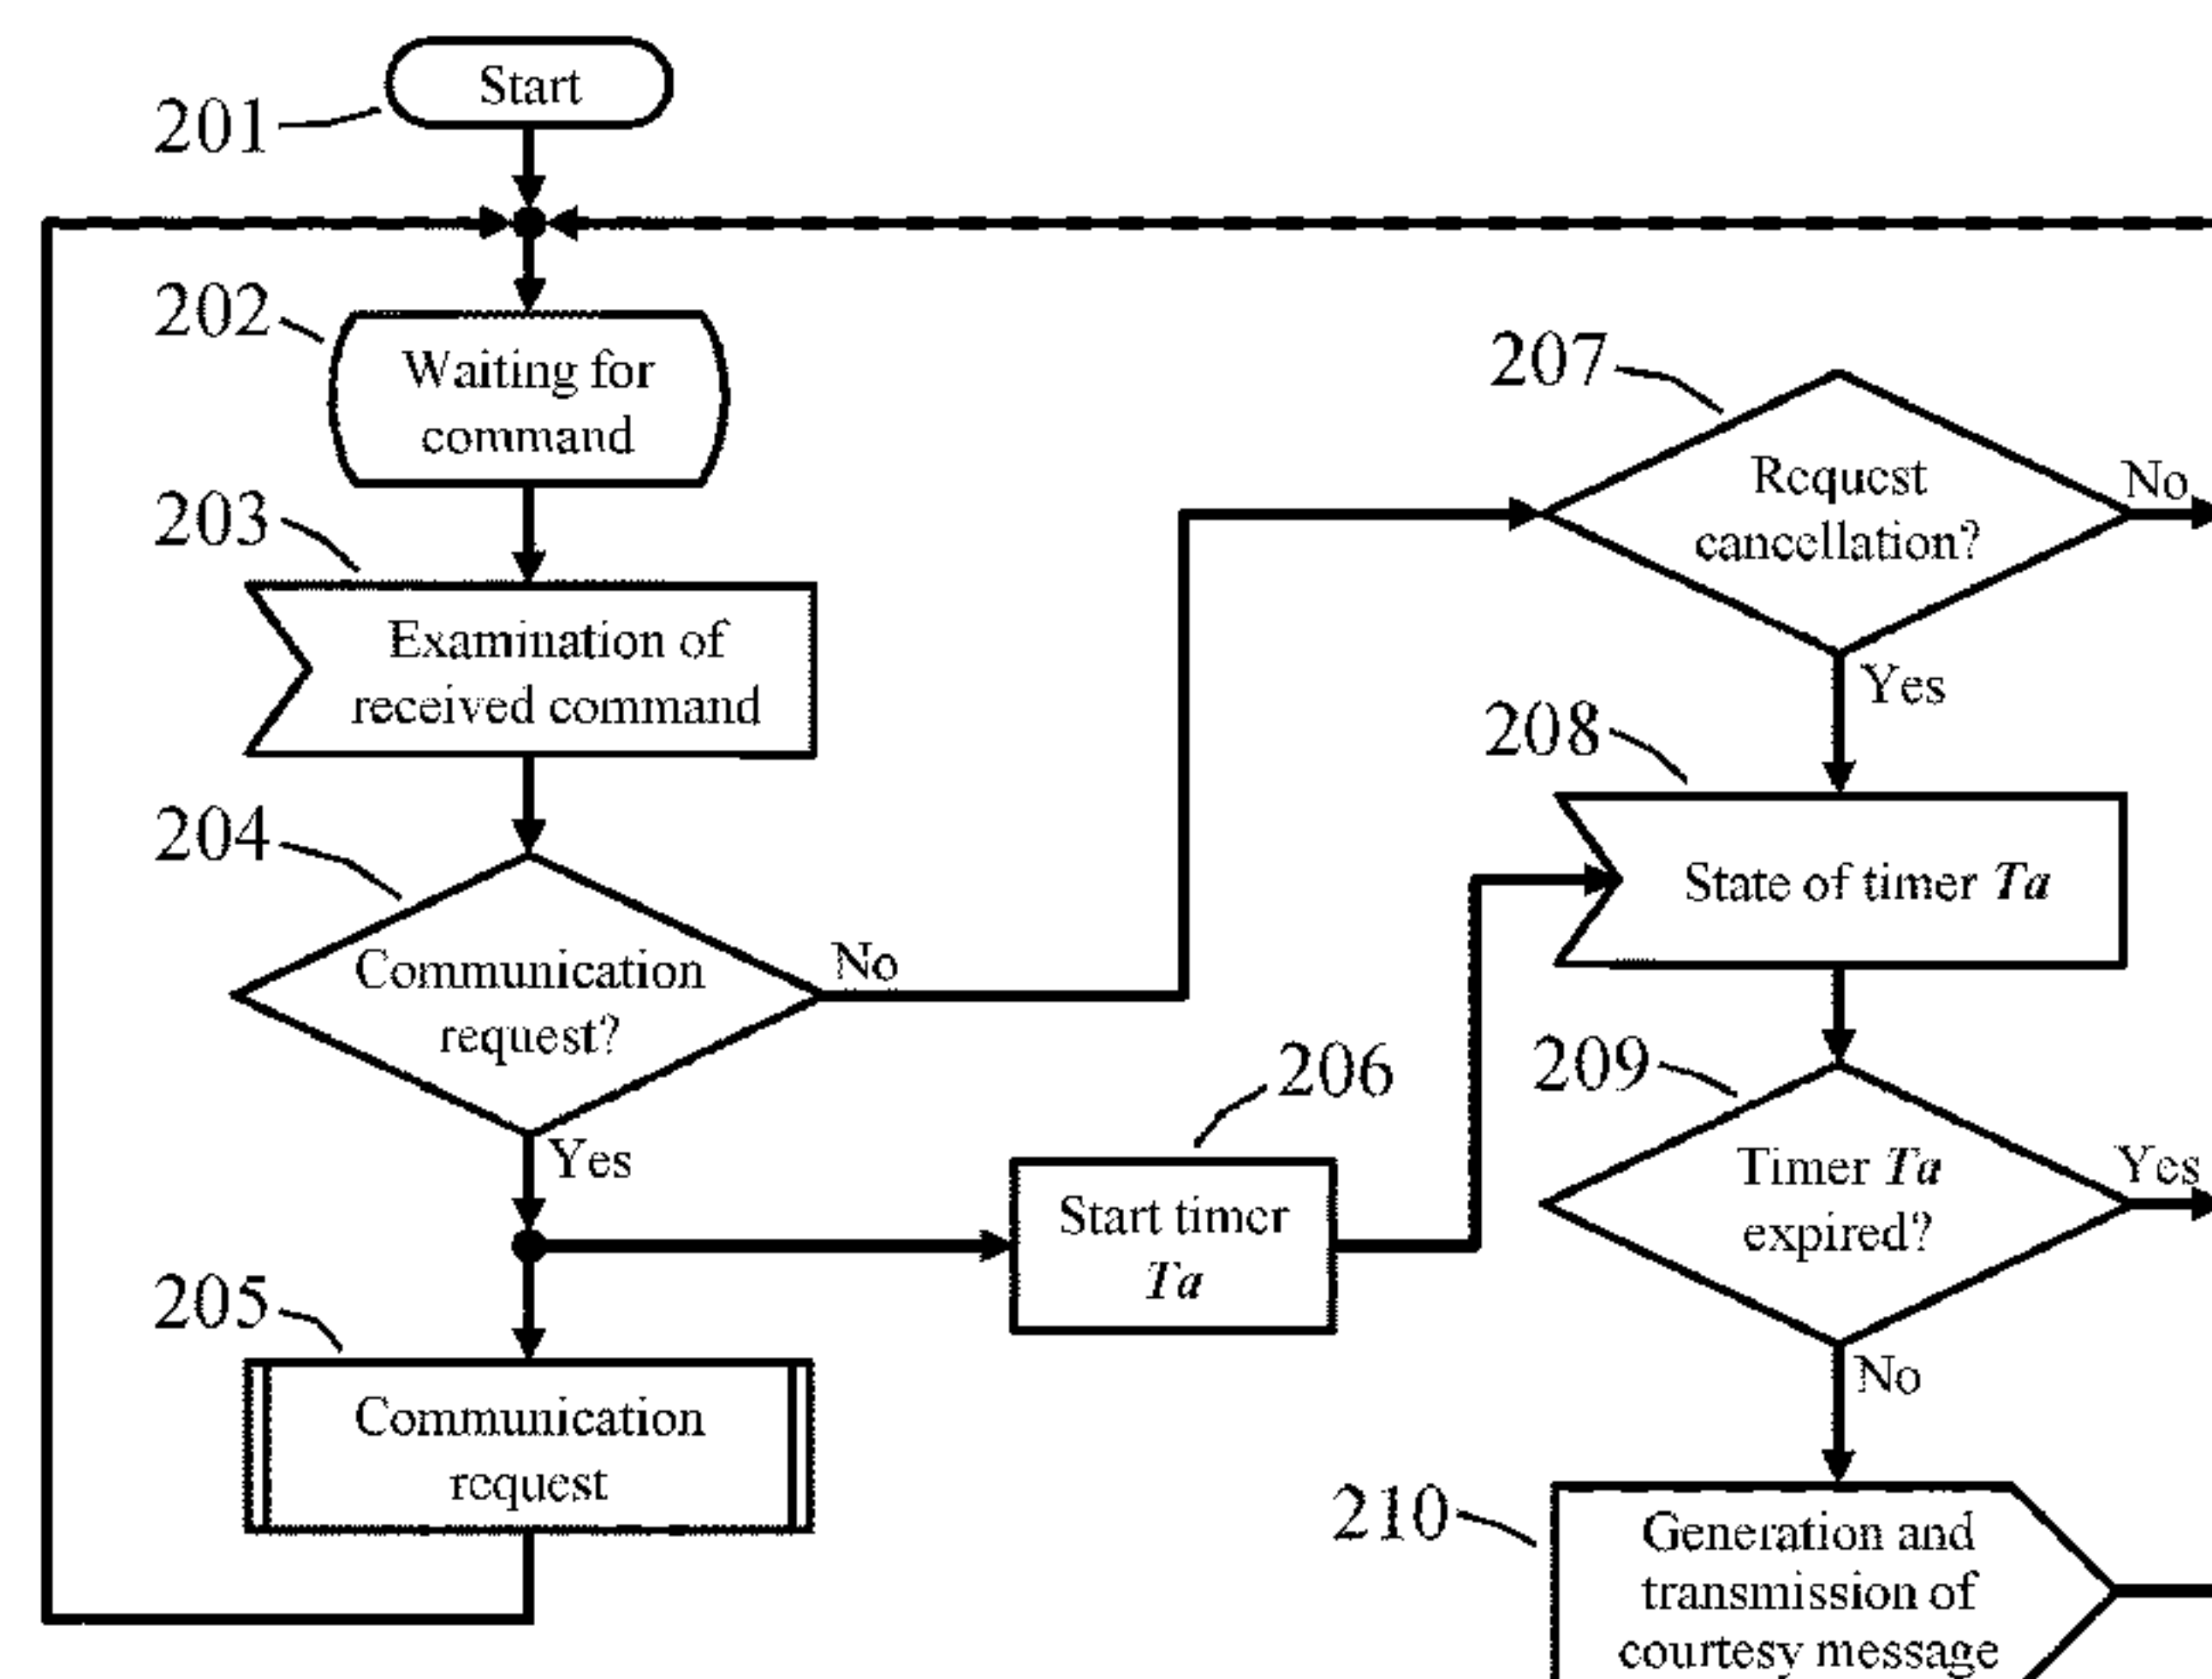 Start
201
202
Waiting for
command
203
Examination of
received command
204
Communication
request?
No
Yes
205
Communication
request
206
Start timer
Ta
207
Request
cancellation?
No
Yes
208
State of timer Ta
209
Timer Ta
expired?
Yes
No
210
Generation and
transmission of
courtesy message